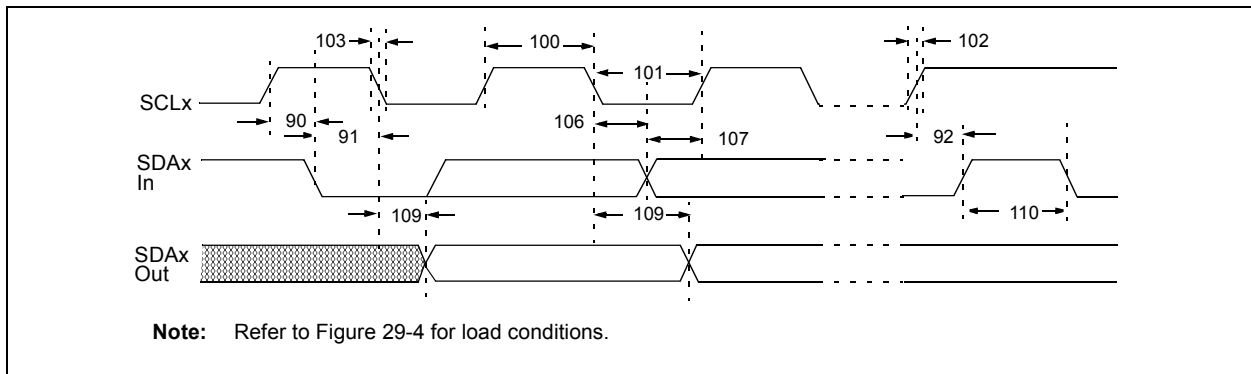 103
100
102
101
SCLx
90
91
106
107
92
SDAx
In
109
109
110
SDAx
Out
Note: Refer to Figure 29-4 for load conditions.